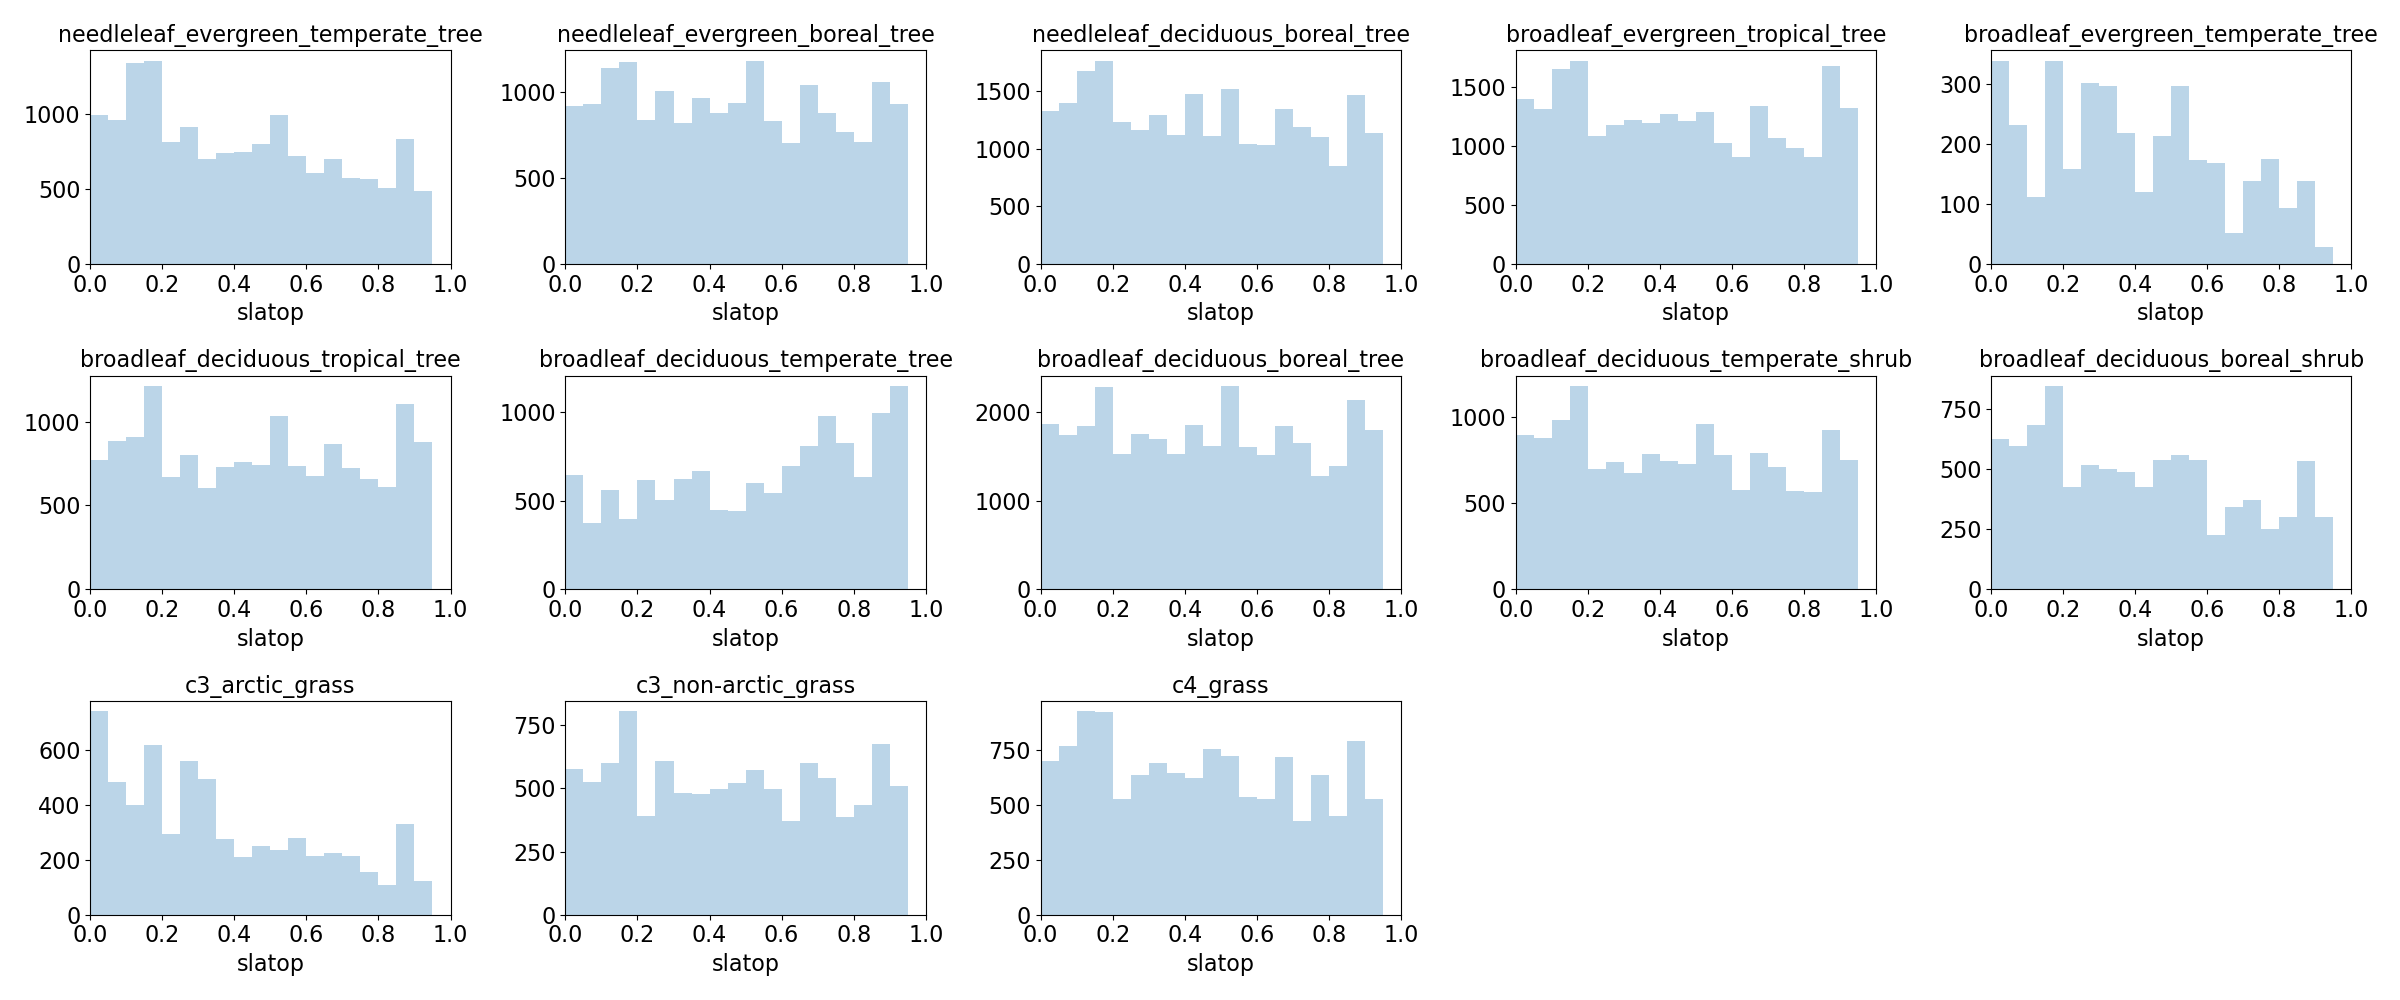 needleleaf_evergreen_temperate_tree
needleleaf_evergreen_boreal_tree
needleleaf_deciduous_boreal_tree
broadleaf_evergreen_tropical_tree
broadleaf_evergreen_temperate_tree
1000
500
0
0.0 0.2 0.4 0.6 0.8 1.0
slatop
1000
500
0
0.0 0.2 0.4 0.6 0.8 1.0
slatop
1500
1000
500
0
0.0 0.2 0.4 0.6 0.8 1.0
slatop
1500
1000
500
0
0.0 0.2 0.4 0.6 0.8 1.0
slatop
300
200
100
0
0.0 0.2 0.4 0.6 0.8 1.0
slatop
broadleaf_deciduous_tropical_tree
broadleaf_deciduous_temperate_tree
broadleaf_deciduous_boreal_tree
broadleaf_deciduous_temperate_shrub
broadleaf_deciduous_boreal_shrub
1000
500
0
0.0 0.2 0.4 0.6 0.8 1.0
slatop
1000
500
0
0.0 0.2 0.4 0.6 0.8 1.0
slatop
2000
1000
0
0.0 0.2 0.4 0.6 0.8 1.0
slatop
1000
500
0
0.0 0.2 0.4 0.6 0.8 1.0
slatop
750
500
250
0
0.0 0.2 0.4 0.6 0.8 1.0
slatop
c3_arctic_grass
c3_non-arctic_grass
c4_grass
600
400
200
0
0.0 0.2 0.4 0.6 0.8 1.0
slatop
750
500
250
0
0.0 0.2 0.4 0.6 0.8 1.0
slatop
750
500
250
0
0.0 0.2 0.4 0.6 0.8 1.0
slatop